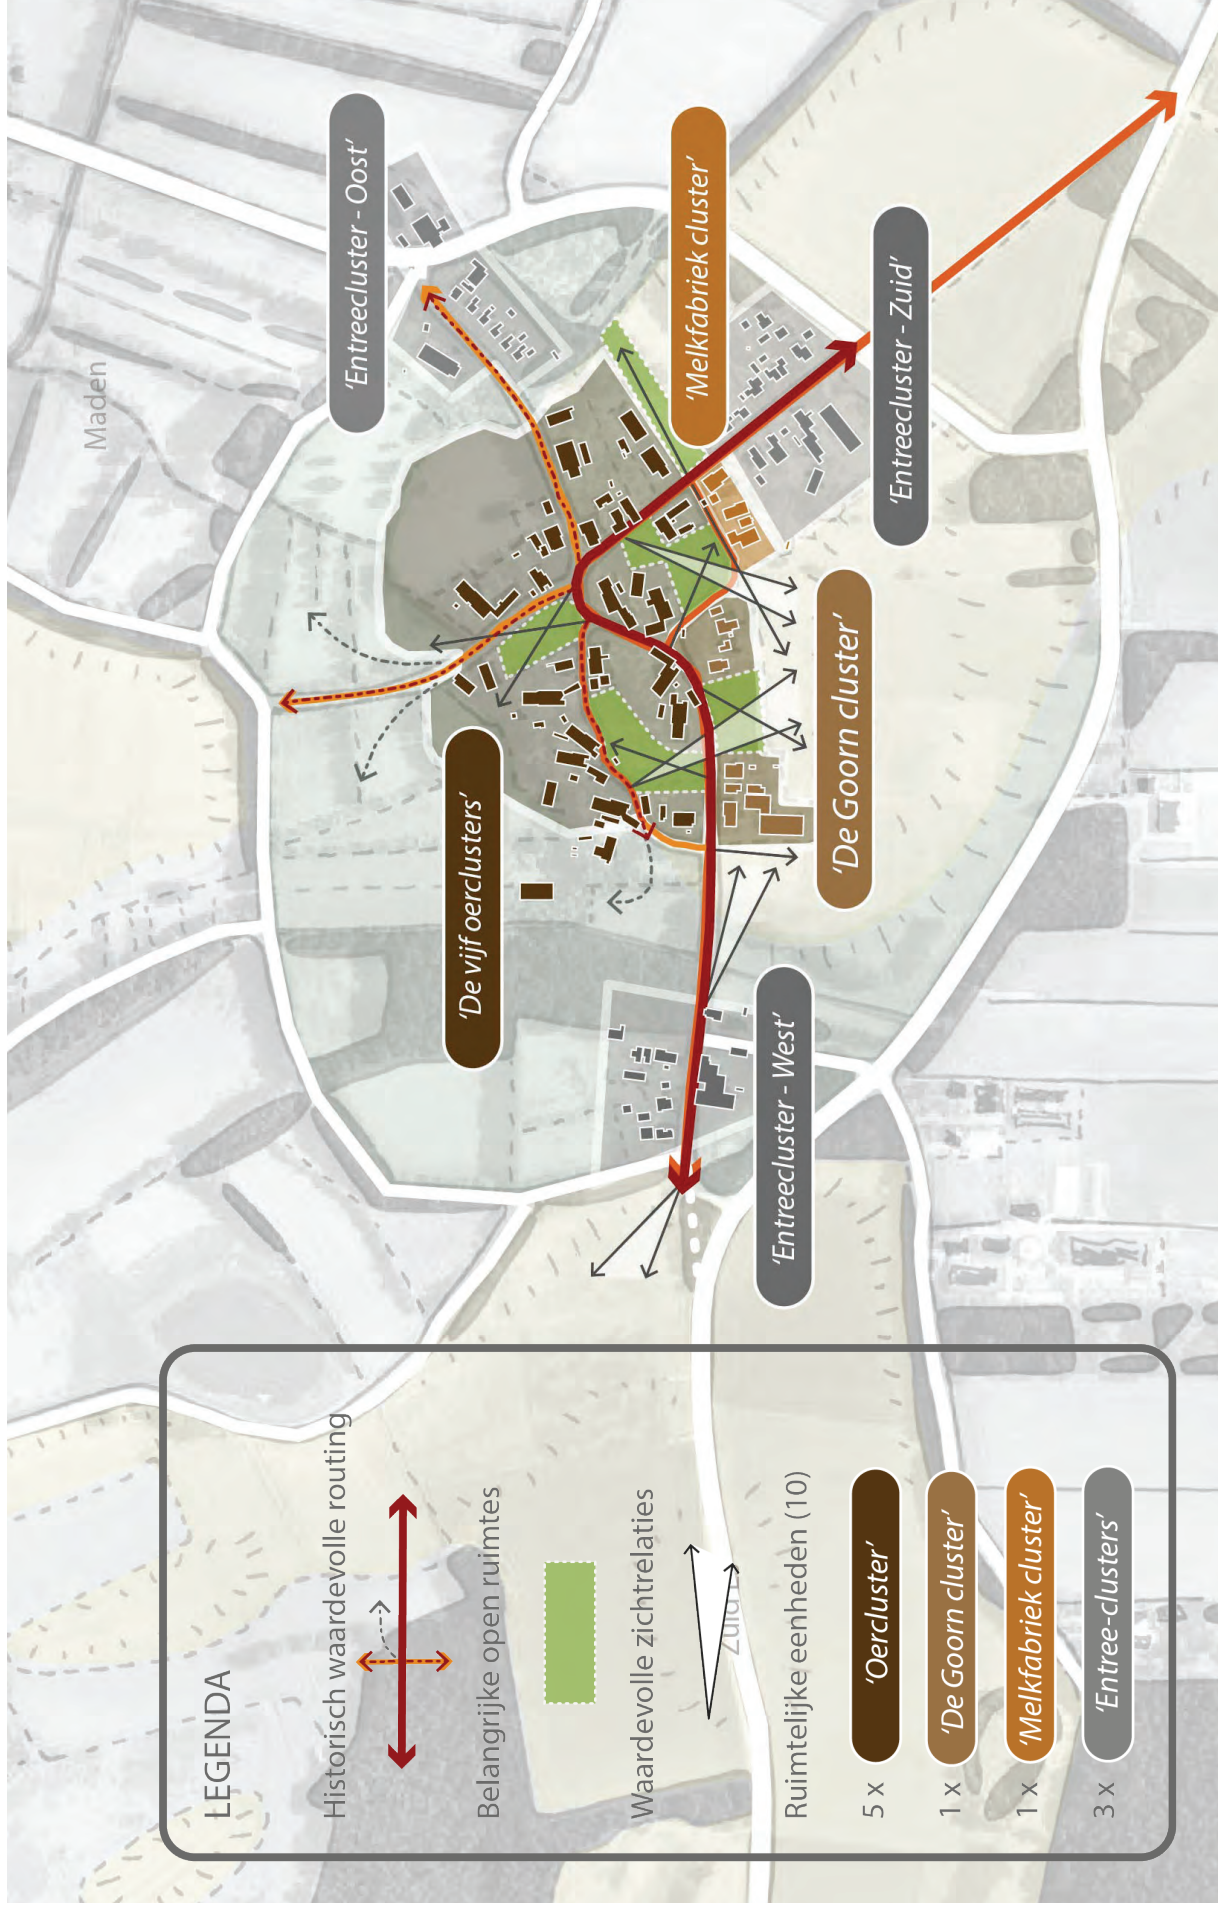 LEGENDA
Historisch waardevolle routing
Belangrijke open ruimtes
Waardevolle zichtrelaties
Ruimtelijke eenheden (10)
5 x 'Oercluster'
1 x 'De Goorn cluster'
1 x 'Melkfabriek cluster'
3 x 'Entree-clusters'
Maden
'Entreecluster - Oost'
'De vijf oerclusters'
'Melkfabriek cluster'
'Entreecluster - West'
'De Goorn cluster'
'Entreecluster - Zuid'